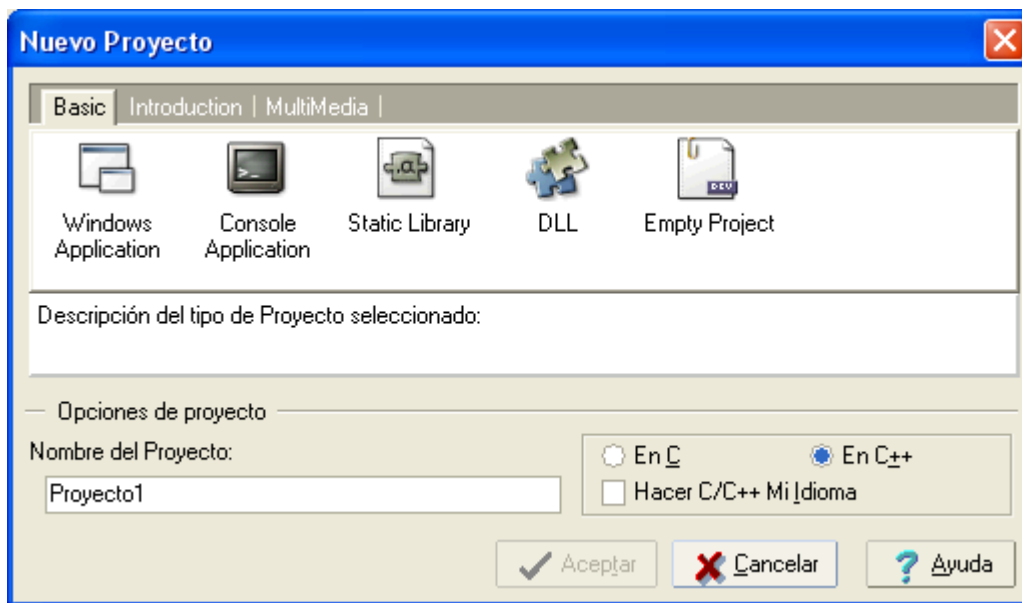 Nuevo Proyecto
Basic Introduction MultiMedia
Windows Application
Console Application
Static Library
DLL
DEV
Empty Project
Descripción del tipo de Proyecto seleccionado:
Opciones de proyecto
Nombre del Proyecto:
Proyecto1
En C En C++
Hacer C/C++ Mi Idioma
Aceptar Cancelar Ayuda